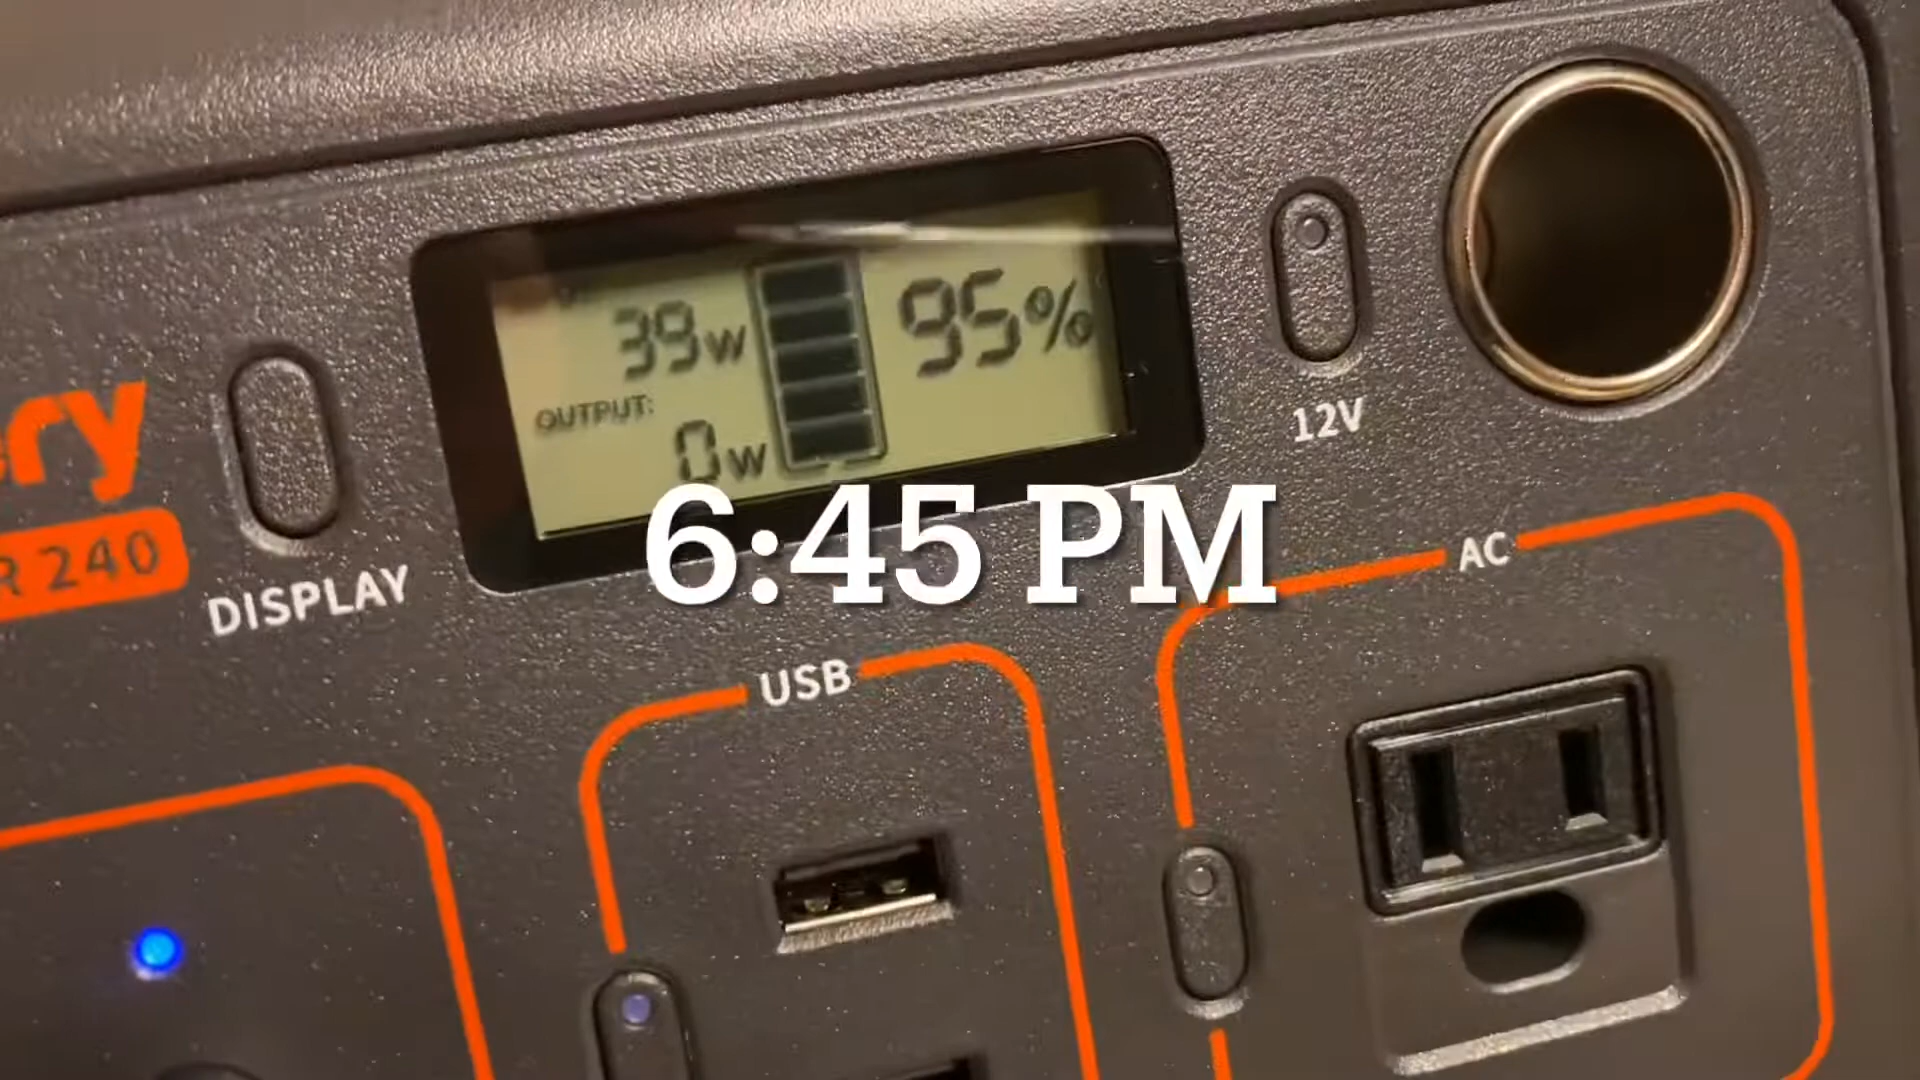 39W
95%
OUTPUT:
0W
12V
6:45 PM
ery
R 240
DISPLAY
AC
USB